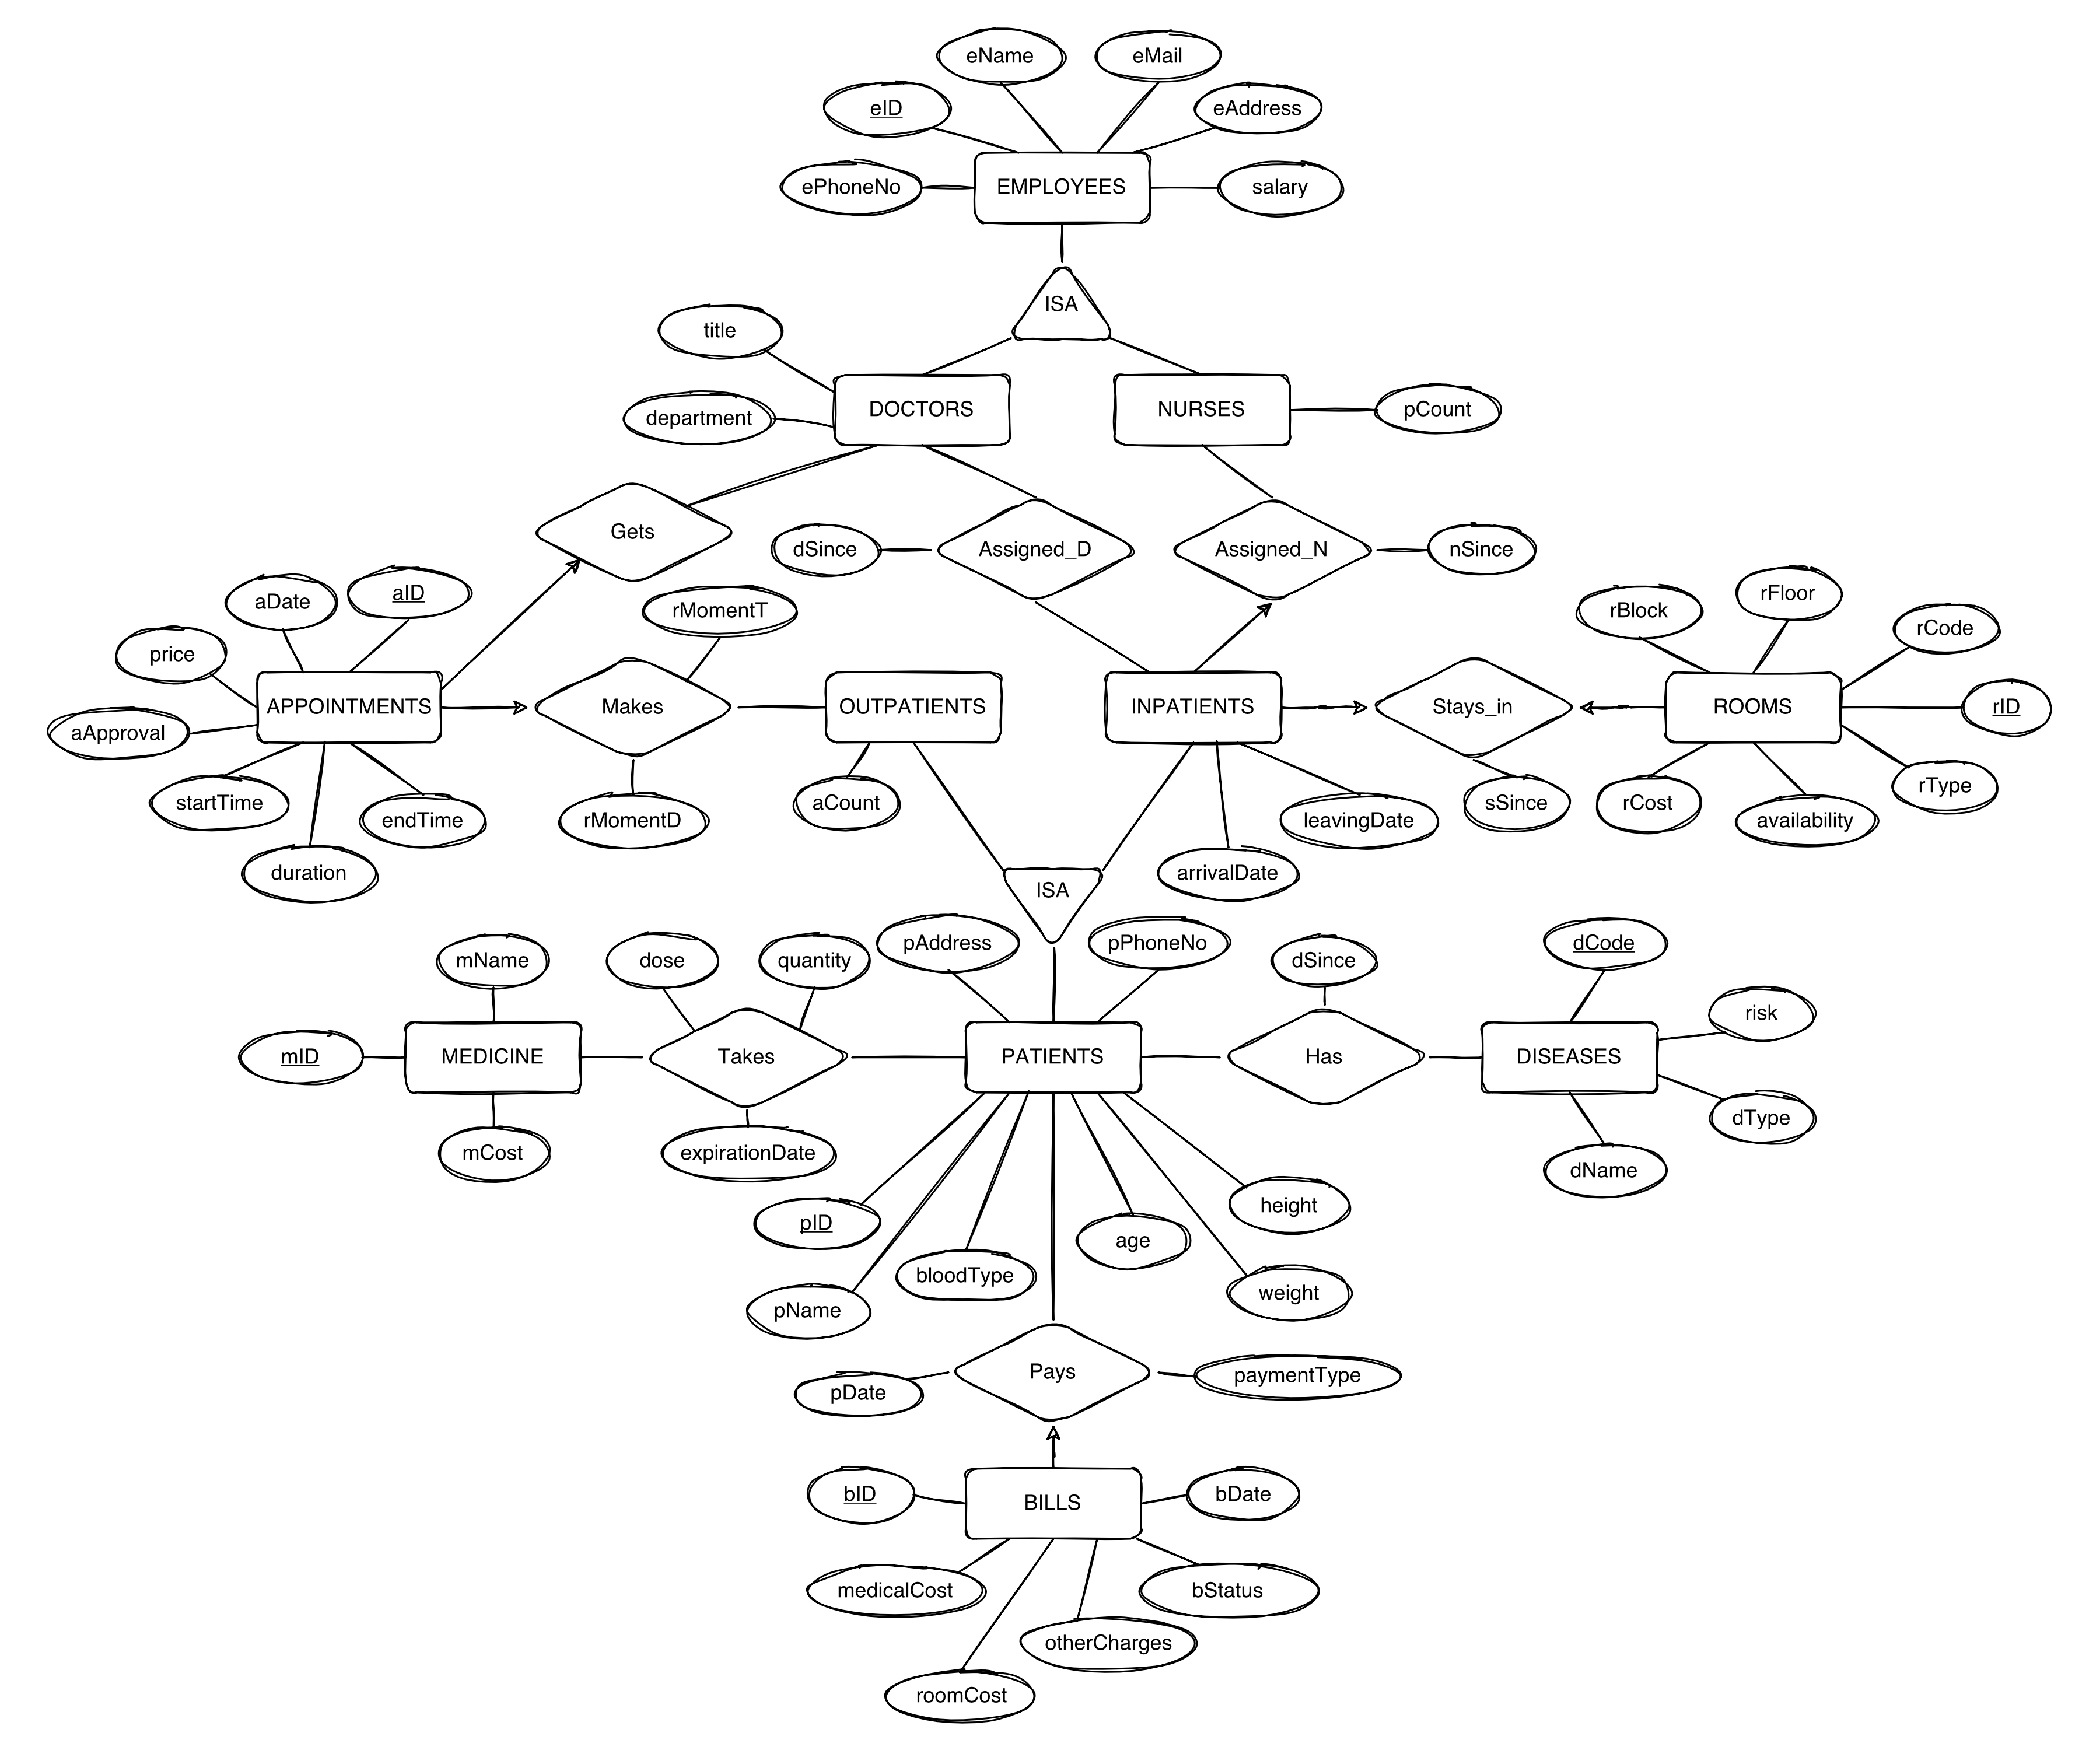 eName
eMail
eID
eAddress
ePhoneNo
EMPLOYEES
salary
ISA
title
department
DOCTORS
NURSES
pCount
Gets
dSince
Assigned_D
Assigned_N
nSince
aDate
aID
rMomentT
rBlock
rFloor
rCode
price
aApproval
APPOINTMENTS
Makes
OUTPATIENTS
INPATIENTS
Stays_in
ROOMS
rID
startTime
endTime
rMomentD
aCount
leavingDate
sSince
rCost
availability
rType
duration
arrivalDate
ISA
mName
dose
quantity
pAddress
pPhoneNo
dSince
dCode
mID
MEDICINE
Takes
PATIENTS
Has
DISEASES
risk
dType
mCost
expirationDate
dName
pID
bloodType
age
height
pName
weight
pDate
Pays
paymentType
bID
BILLS
bDate
medicalCost
bStatus
otherCharges
roomCost